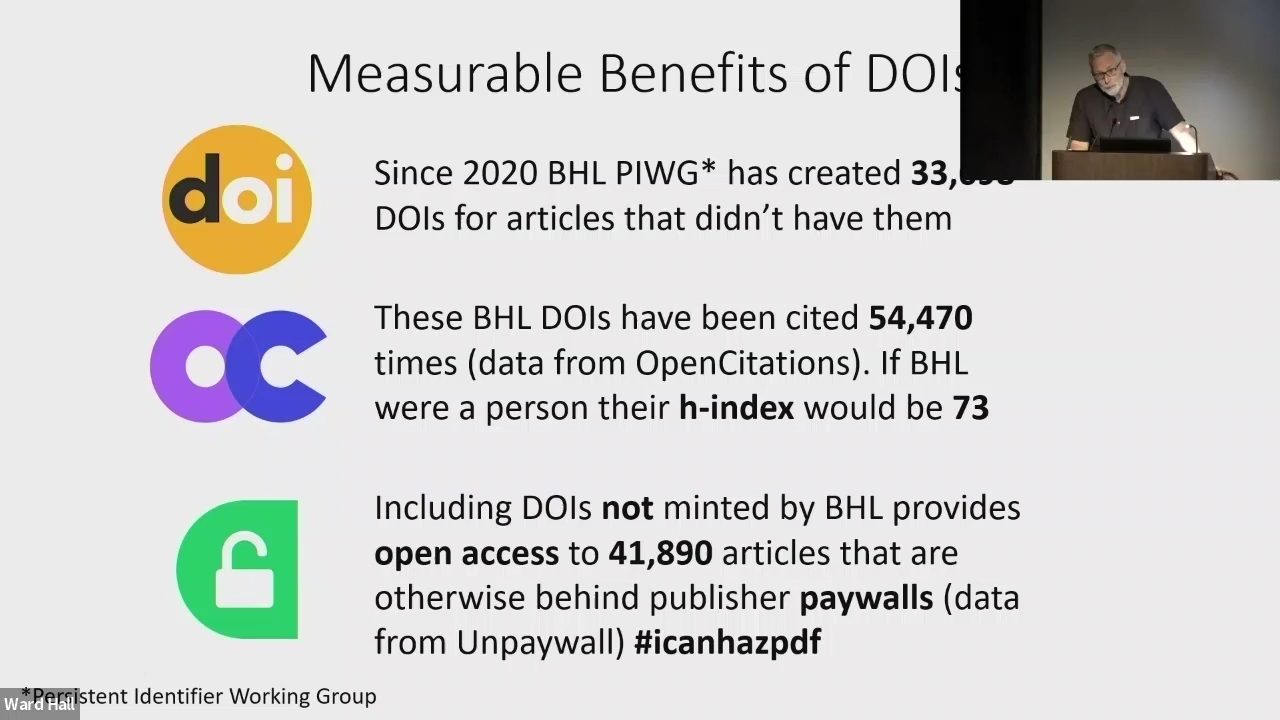 Measurable Benefits of DOIs
doi
Since 2020 BHL PIWG* has created
DOIs for articles that didn't have them
oc
These BHL DOIs have been cited 54,470
times (data from OpenCitations). If BHL
were a person their h-index would be 73
Including DOIs not minted by BHL provides
open access to 41,890 articles that are
otherwise behind publisher paywalls (data
from Unpaywall) #icanhazpdf
*Persistent Identifier Working Group
Ward Hall